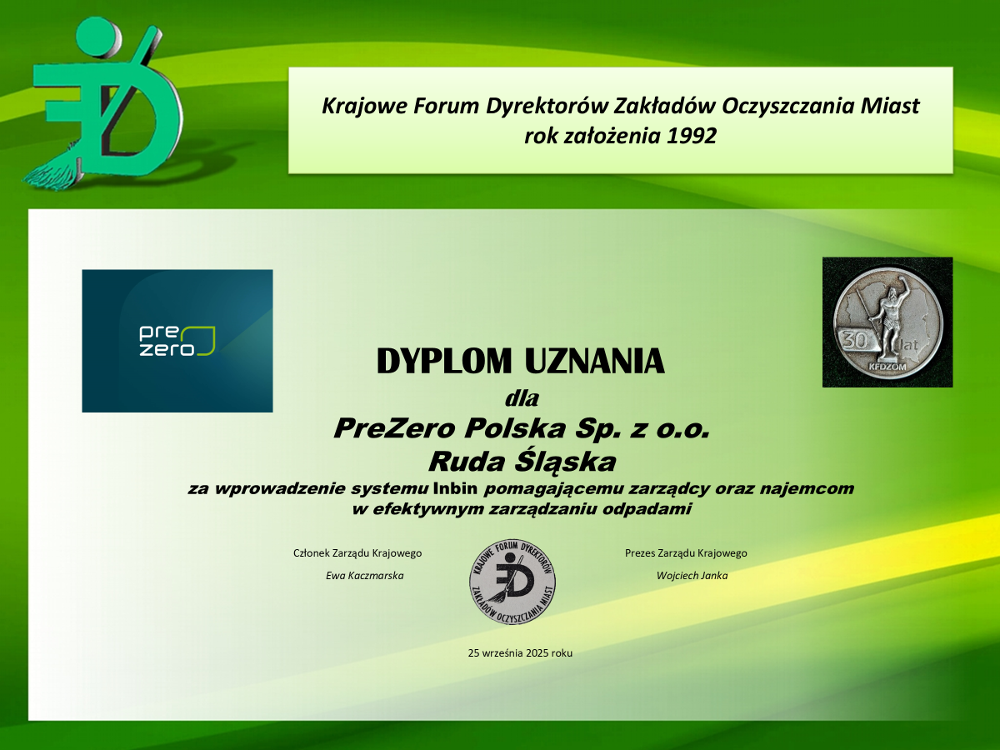 Krajowe Forum Dyrektorów Zakładów Oczyszczania Miast
rok założenia 1992
pre
zero
30 lat
KFDZOM
DYPLOM UZNANIA
dla
PreZero Polska Sp. z o.o.
Ruda Śląska
za wprowadzenie systemu Inbin pomagającemu zarządcy oraz najemcom
w efektywnym zarządzaniu odpadami
Członek Zarządu Krajowego
Ewa Kaczmarska
KRAJOWE FORUM DYREKTORÓW
ZAKŁADÓW OCZYSZCZANIA MIAST
Prezes Zarządu Krajowego
Wojciech Janka
25 września 2025 roku